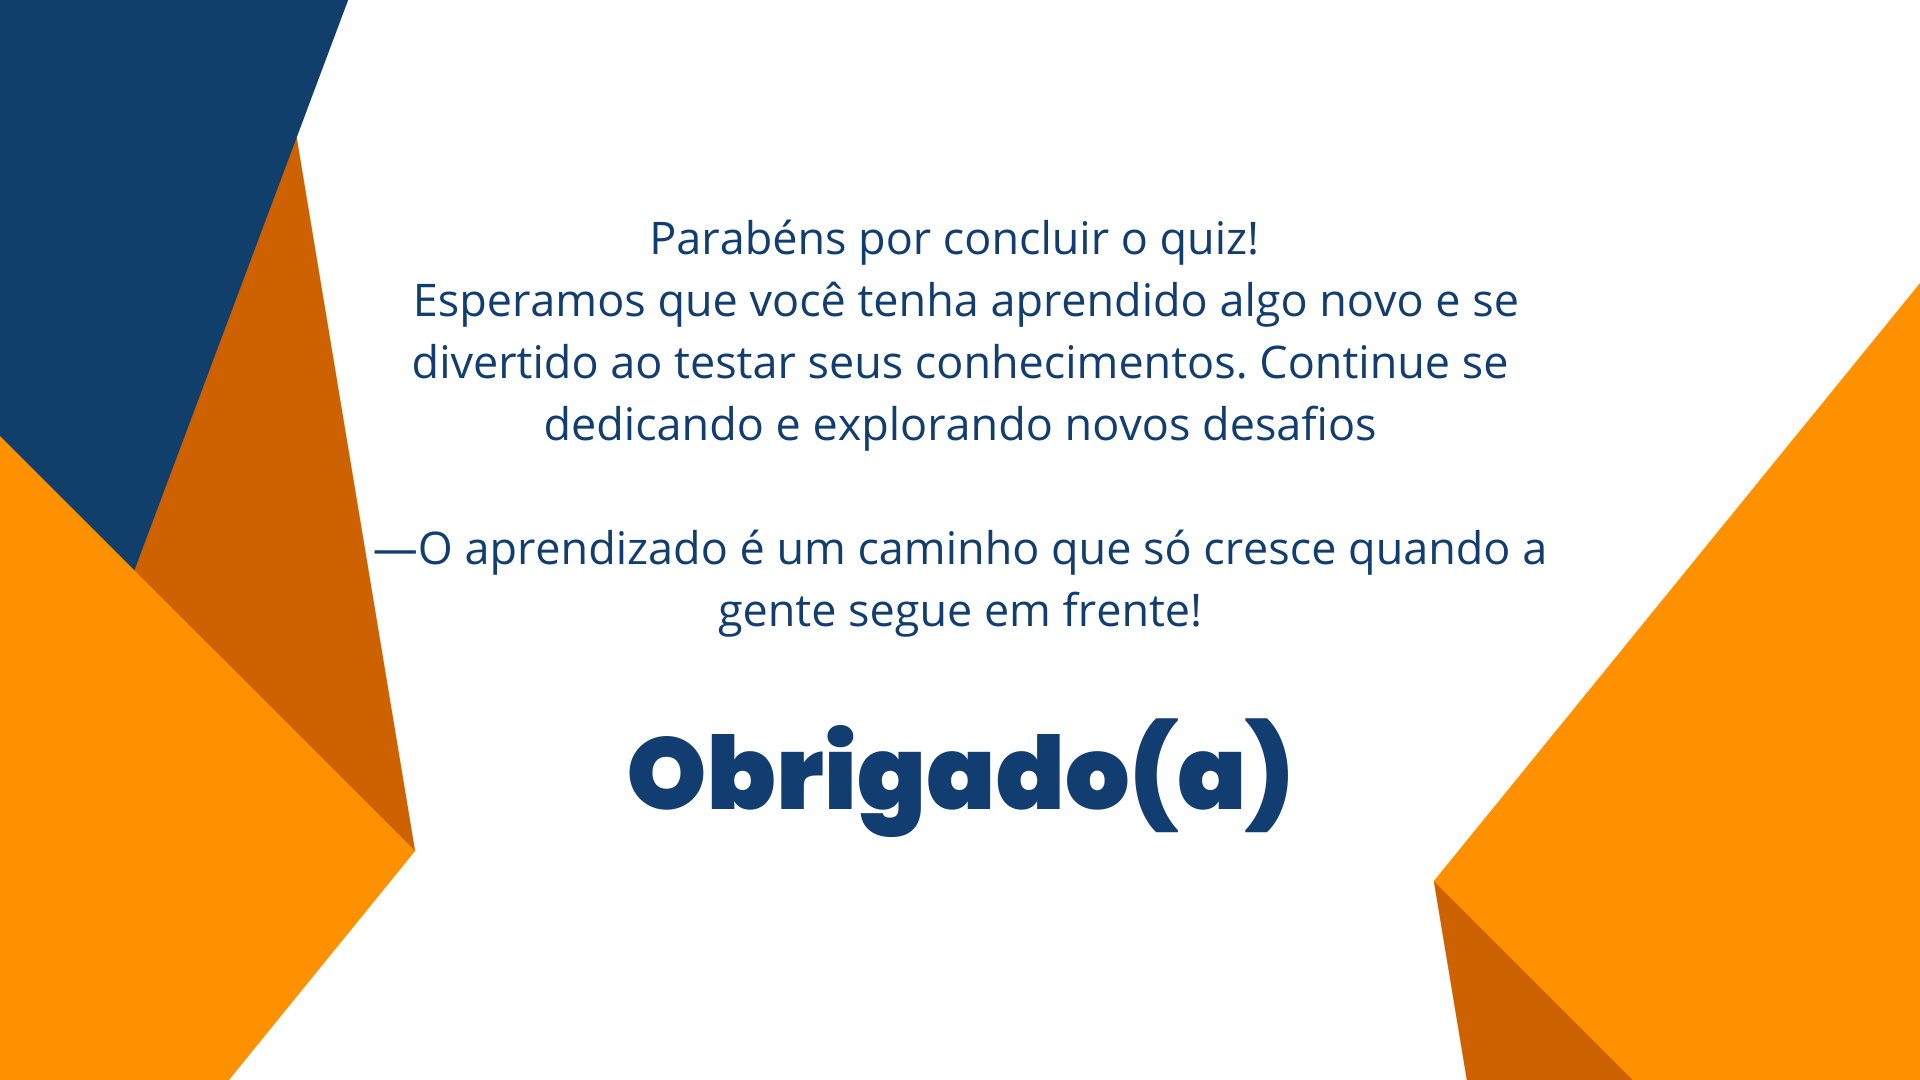 Parabéns por concluir o quiz!
Esperamos que você tenha aprendido algo novo e se
divertido ao testar seus conhecimentos. Continue se
dedicando e explorando novos desafios
—O aprendizado é um caminho que só cresce quando a
gente segue em frente!
Obrigado(a)